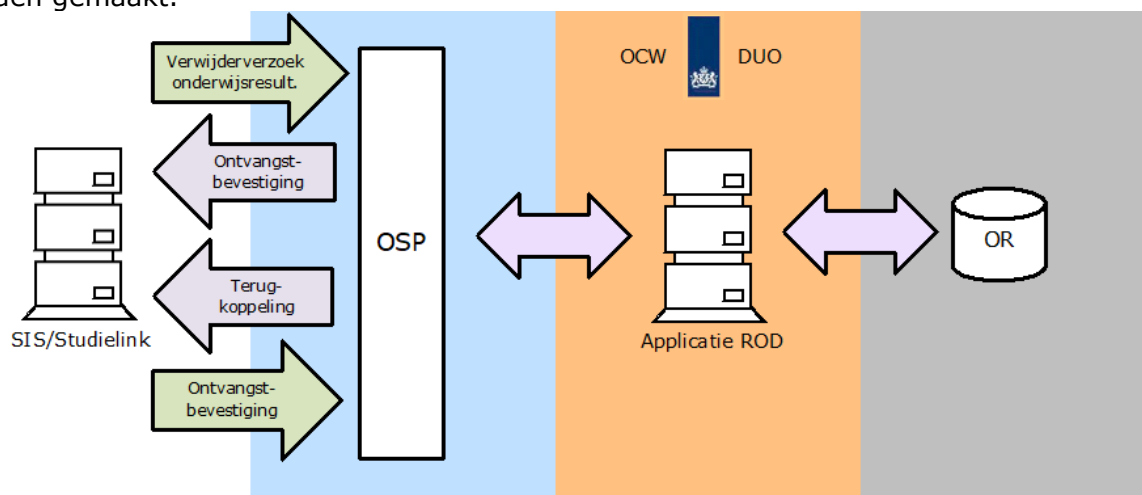 den gemaakt.
Verwijderverzoek
onderwijsresult.
OCW
DUO
Ontvangst-
bevestiging
OSP
OR
Terug-
koppeling
SIS/Studielink
Applicatie ROD
Ontvangst-
bevestiging